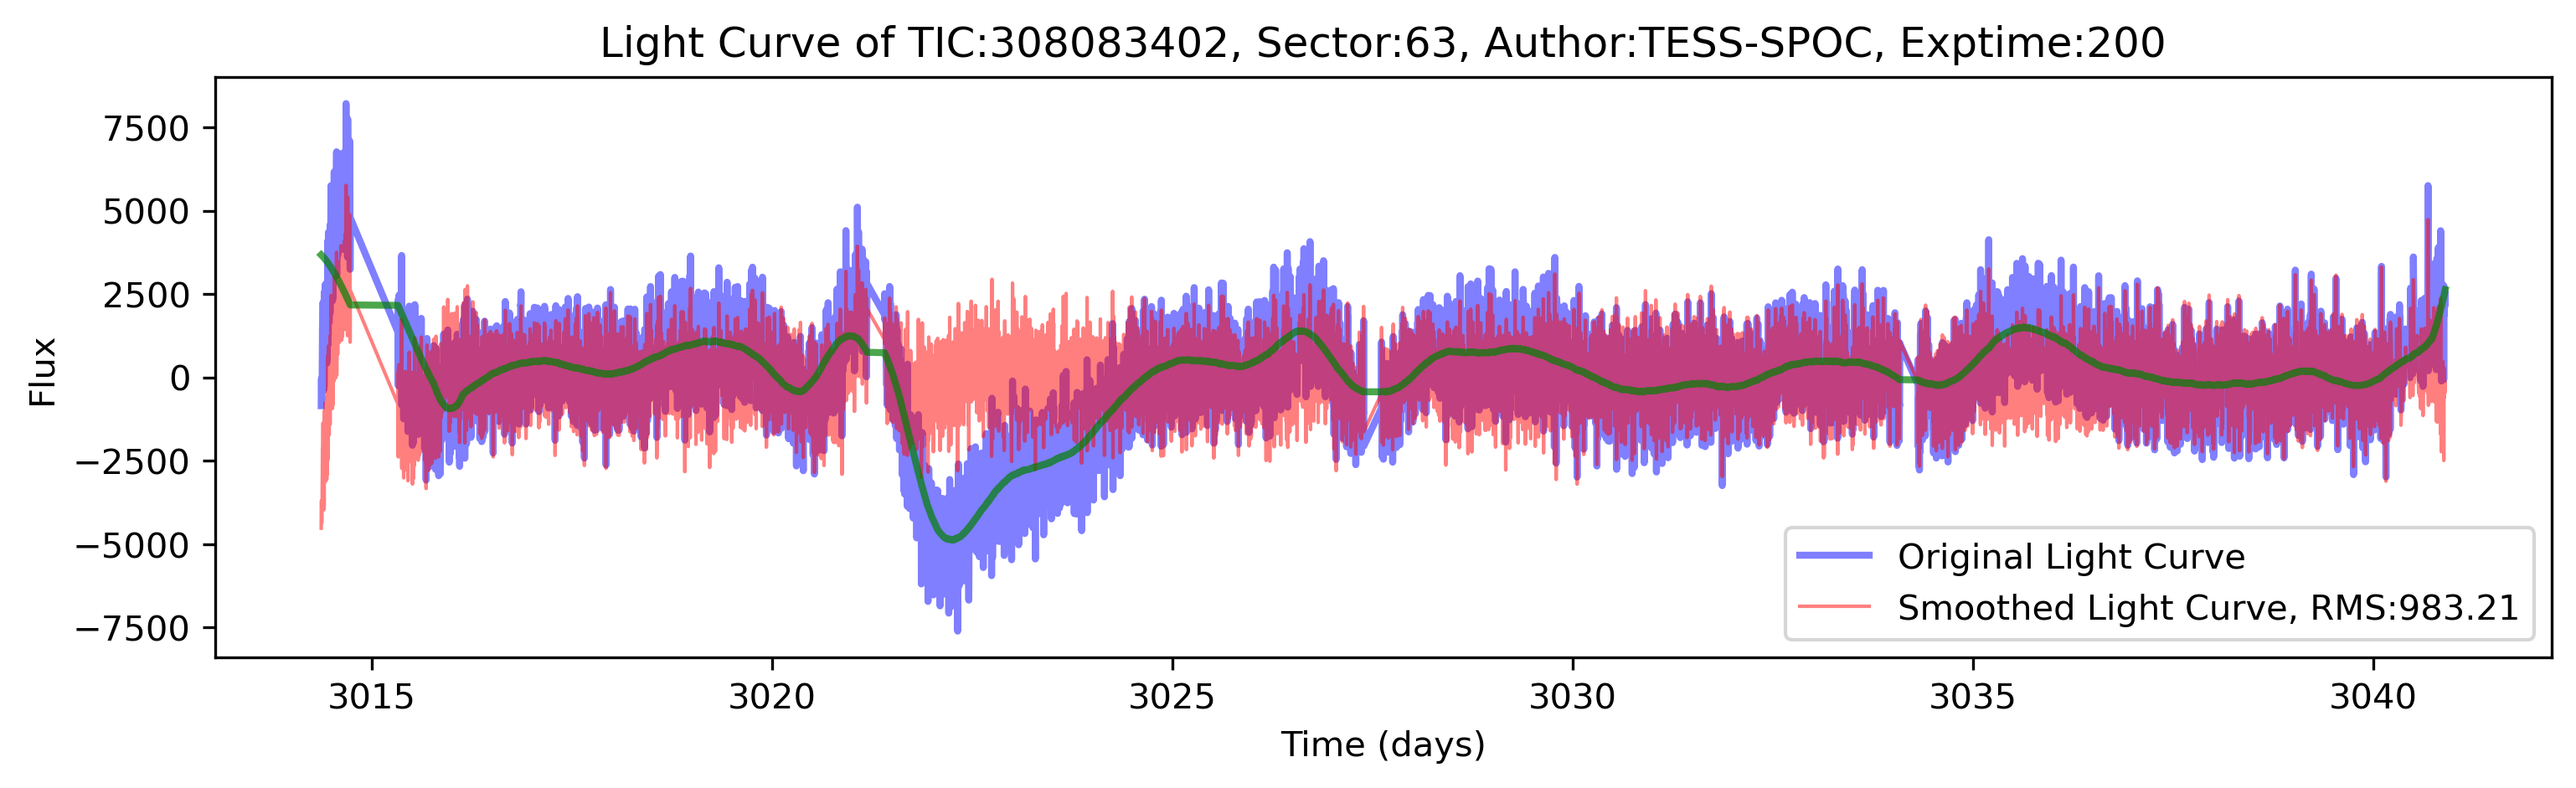 Light Curve of TIC:308083402, Sector:63, Author:TESS-SPOC, Exptime:200
Flux
7500
5000
2500
0
−2500
−5000
−7500
Original Light Curve
Smoothed Light Curve, RMS:983.21
3015 3020 3025 3030 3035 3040
Time (days)